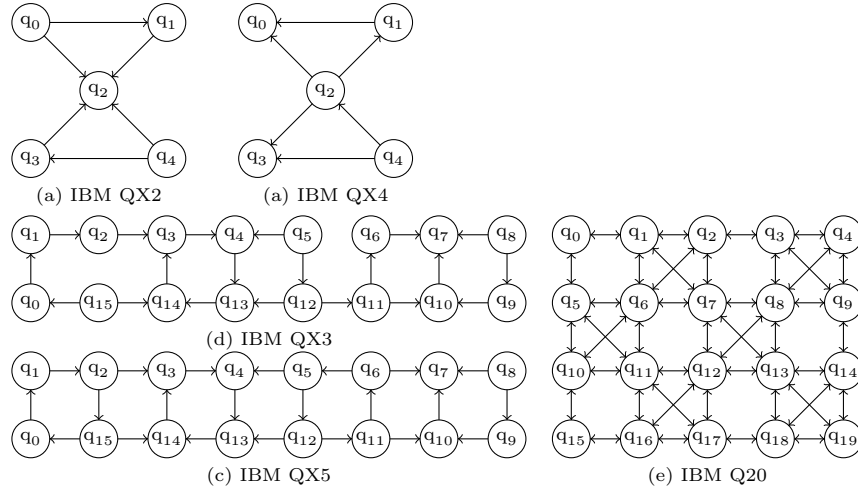 q0 q1 q0 q1
q2 q2
q3 q4 q3 q4
(a) IBM QX2 (a) IBM QX4
q1 q2 q3 q4 q5 q6 q7 q8
q0 q15 q14 q13 q12 q11 q10 q9
(d) IBM QX3
q1 q2 q3 q4 q5 q6 q7 q8
q0 q15 q14 q13 q12 q11 q10 q9
(c) IBM QX5
q0 q1 q2 q3 q4
q5 q6 q7 q8 q9
q10 q11 q12 q13 q14
q15 q16 q17 q18 q19
(e) IBM Q20